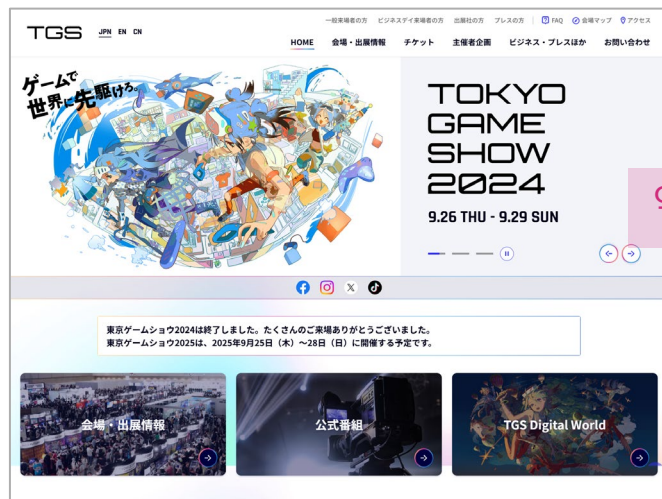 TGS
JPN EN CN
一般来場者の方 ビジネスデイ来場者の方 出展社の方 プレスの方 FAQ 会場マップ アクセス
HOME 会場・出展情報 チケット 主催者企画 ビジネス・プレスほか お問い合わせ
ゲームで
世界に先駆けろ。
TOKYO
GAME
SHOW
2024
9.26 THU - 9.29 SUN
東京ゲームショウ2024は終了しました。たくさんのご来場ありがとうございました。
東京ゲームショウ2025は、2025年9月25日（木）～28日（日）に開催する予定です。
会場・出展情報
公式番組
TGS Digital World